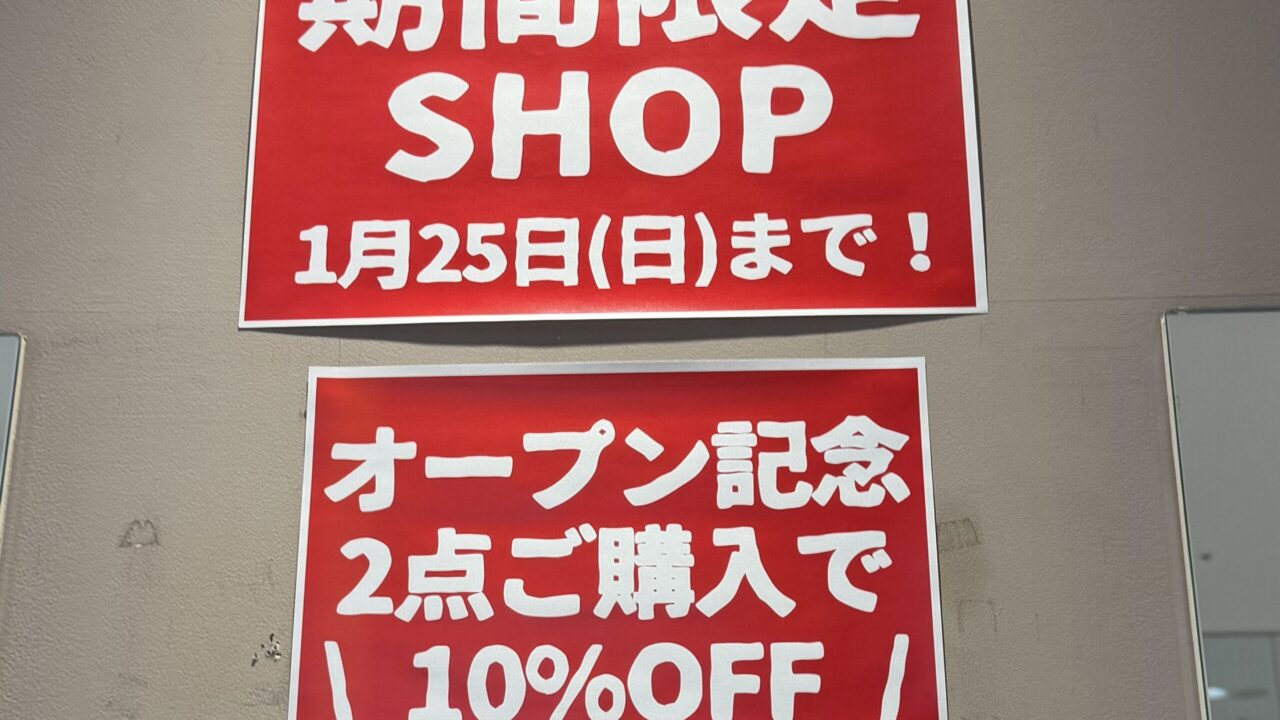 期間限定
SHOP
1月25日(日)まで！
オープン記念
2点ご購入で
\ 10%OFF /